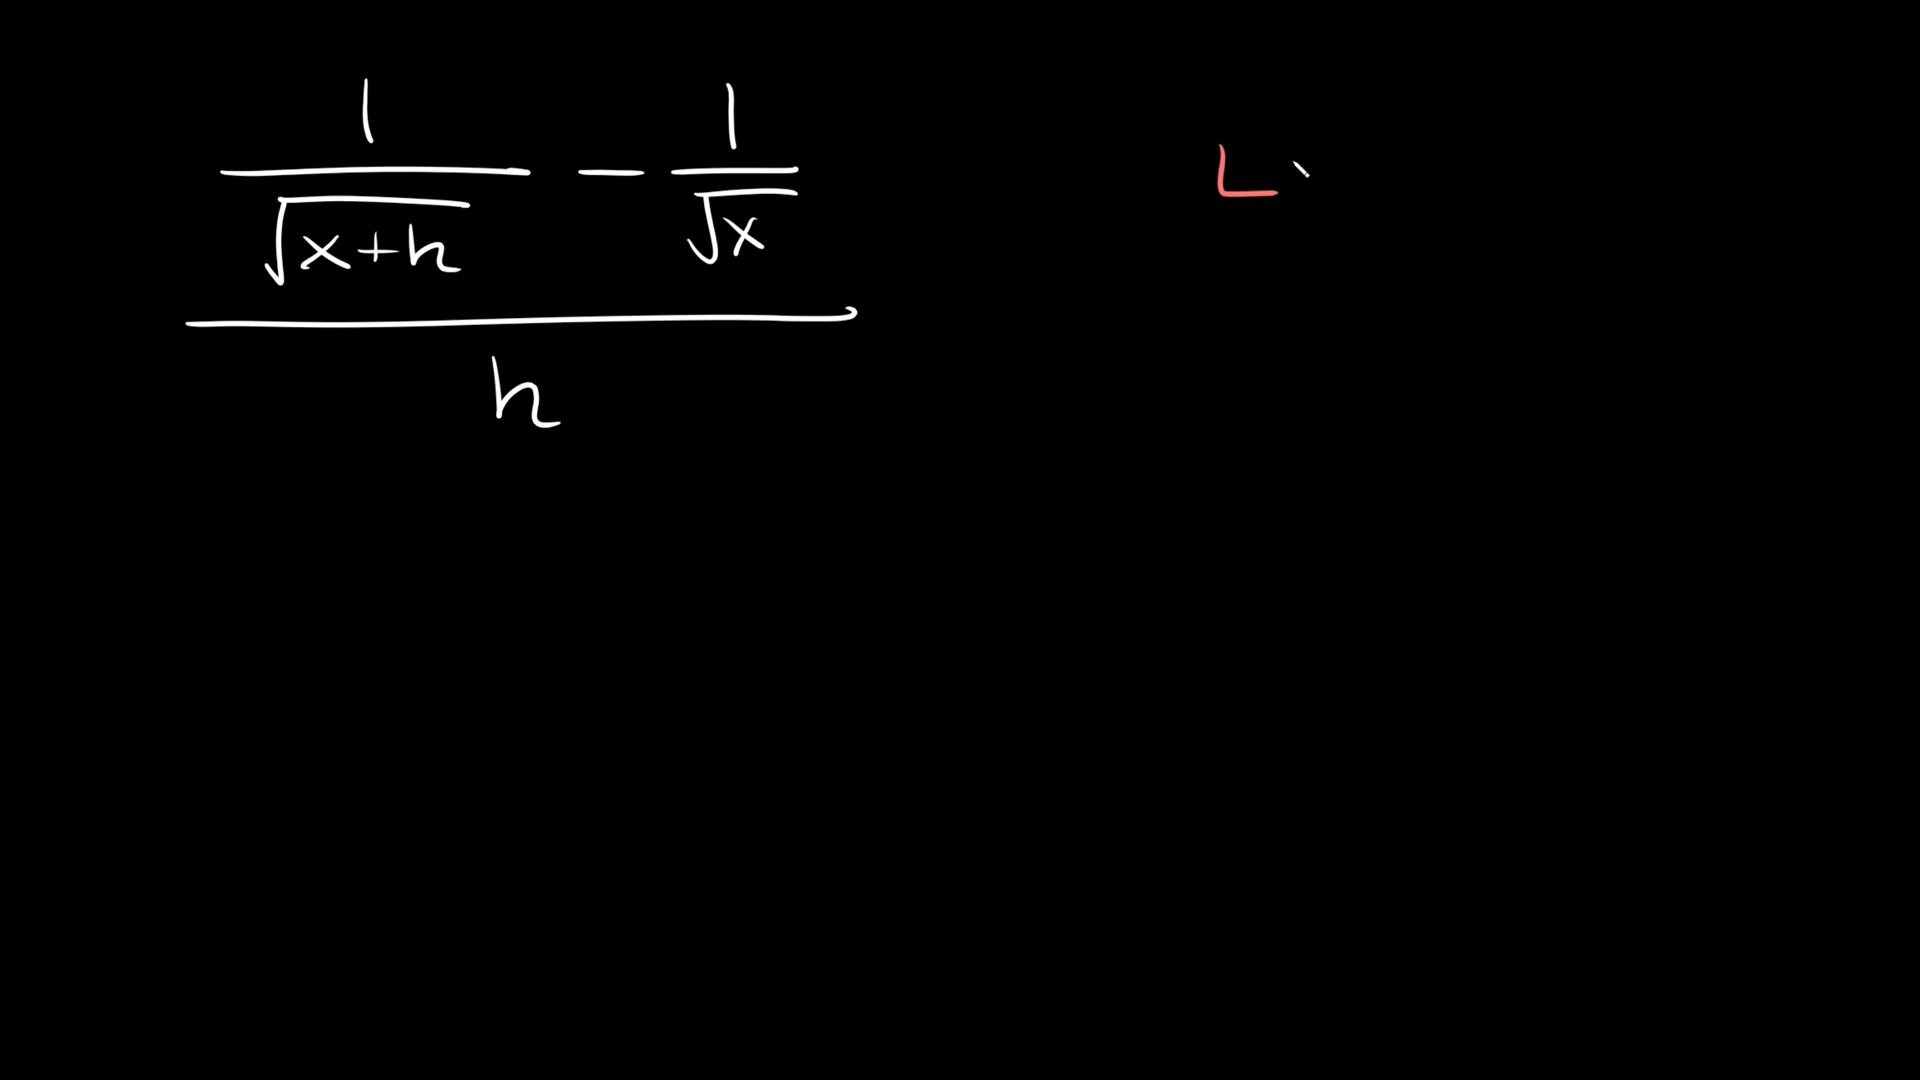 1 / √(x+h) − 1 / √x
h
L